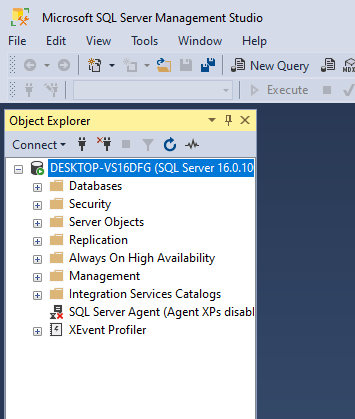 Microsoft SQL Server Management Studio
File Edit View Tools Window Help
New Query MDX
Execute
Object Explorer
Connect
DESKTOP-VS16DFG (SQL Server 16.0.10
Databases
Security
Server Objects
Replication
Always On High Availability
Management
Integration Services Catalogs
SQL Server Agent (Agent XPs disabl
XEvent Profiler